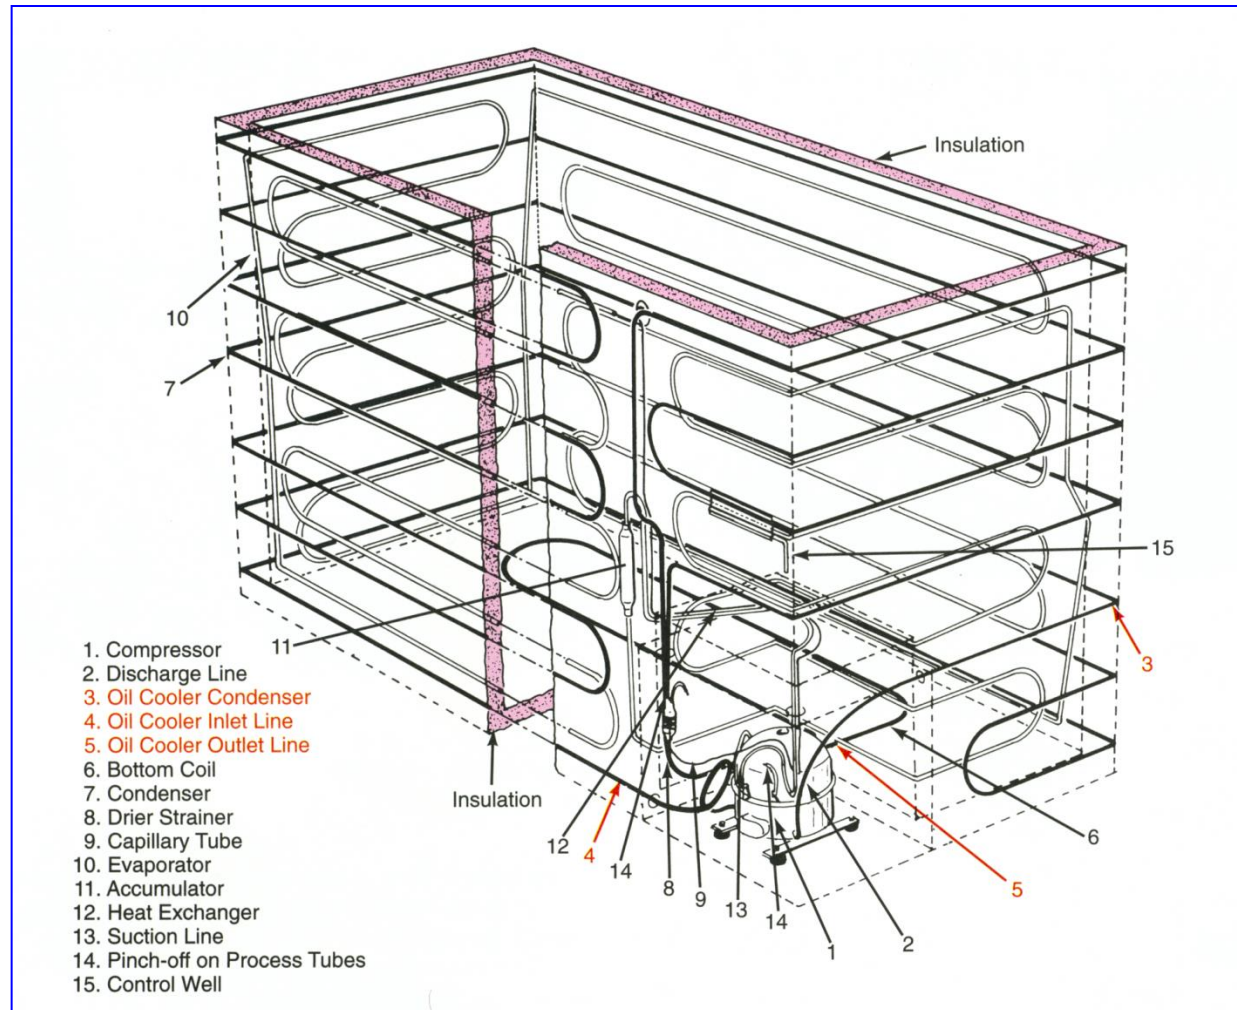 Insulation
10
7
15
11
3
1. Compressor
2. Discharge Line
3. Oil Cooler Condenser
4. Oil Cooler Inlet Line
5. Oil Cooler Outlet Line
6. Bottom Coil
7. Condenser
8. Drier Strainer
9. Capillary Tube
10. Evaporator
11. Accumulator
12. Heat Exchanger
13. Suction Line
14. Pinch-off on Process Tubes
15. Control Well
Insulation
12
4
14
8
9
13
14
1
2
5
6